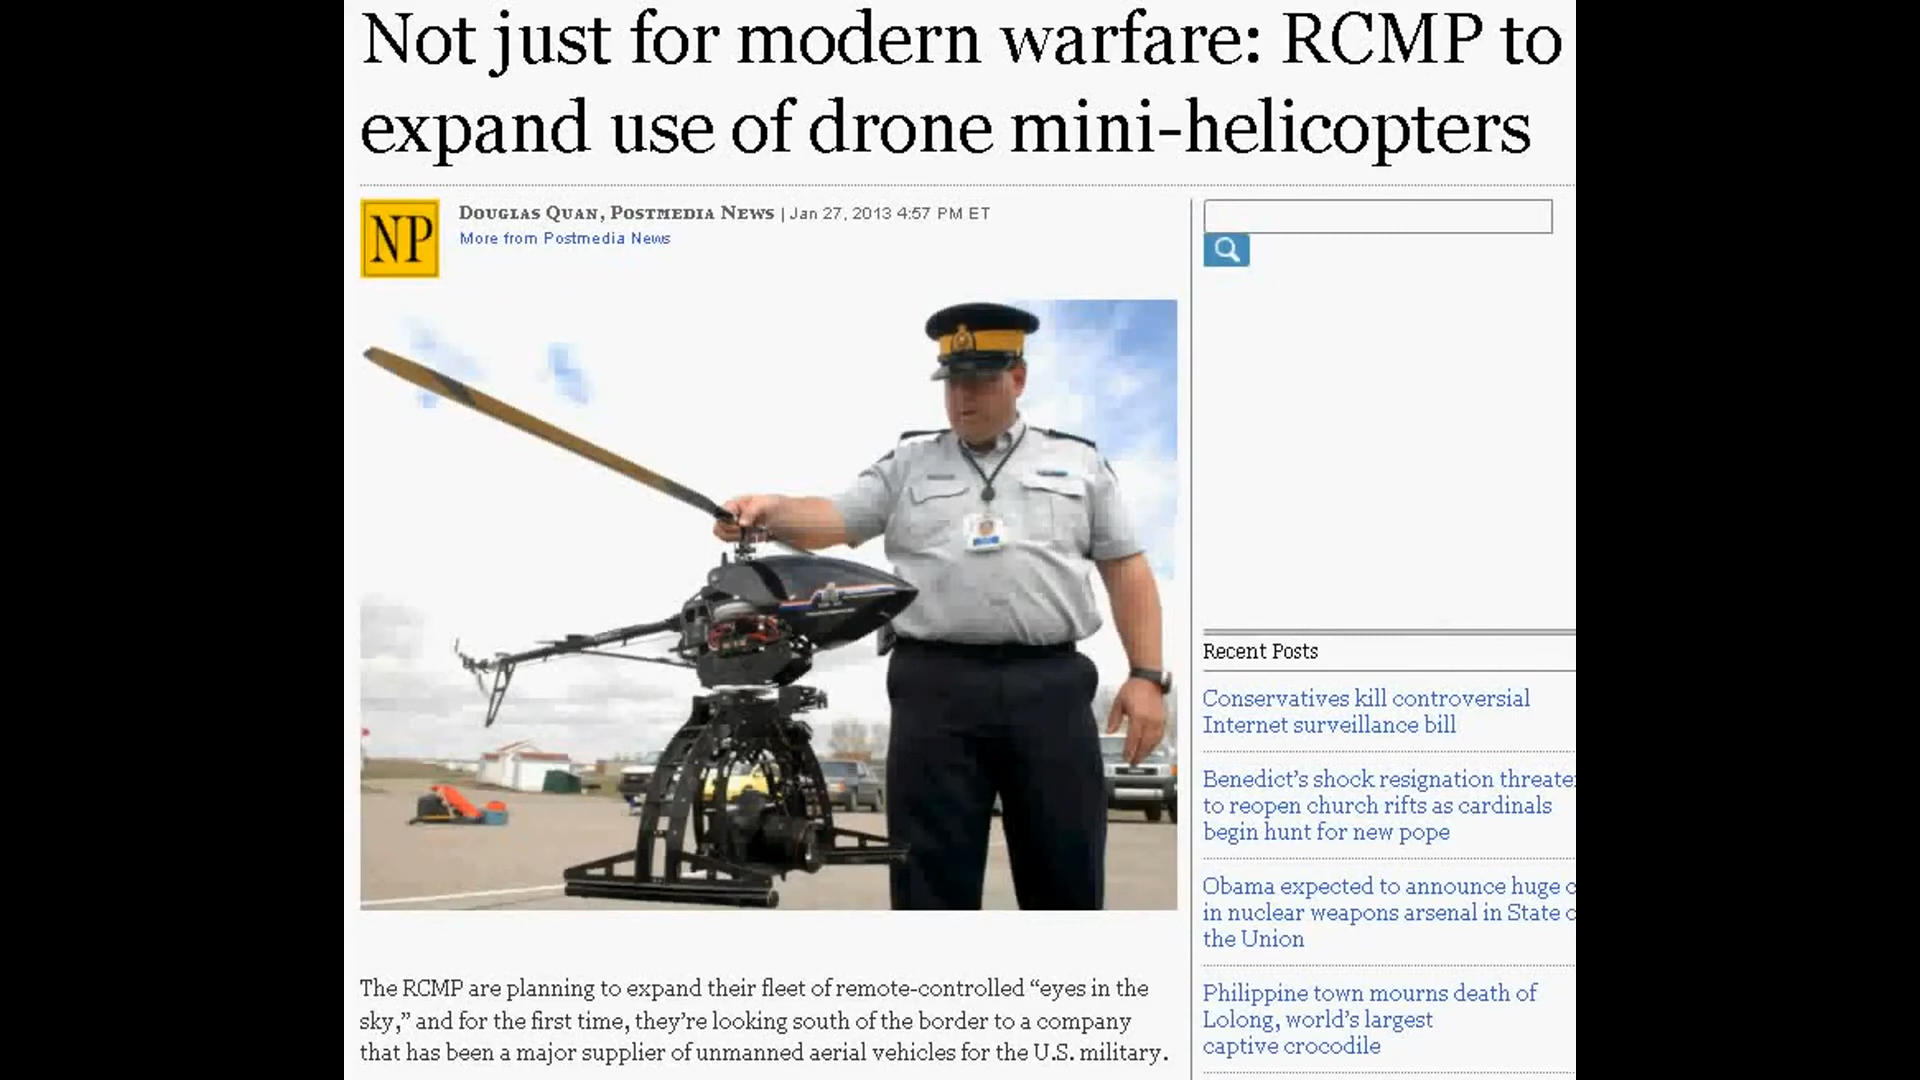 Not just for modern warfare: RCMP to
expand use of drone mini-helicopters
NP
Douglas Quan, Postmedia News | Jan 27, 2013 4:57 PM ET
More from Postmedia News
The RCMP are planning to expand their fleet of remote-controlled “eyes in the
sky,” and for the first time, they’re looking south of the border to a company
that has been a major supplier of unmanned aerial vehicles for the U.S. military.
Recent Posts
Conservatives kill controversial
Internet surveillance bill
Benedict’s shock resignation
to reopen church rifts as cardinals
begin hunt for new pope
Obama expected to announce huge
in nuclear weapons arsenal in State
the Union
Philippine town mourns death of
Lolong, world’s largest
captive crocodile